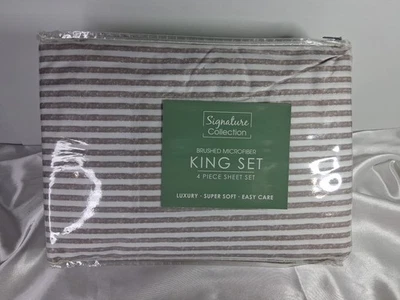 Signature
Collection
BRUSHED MICROFIBER
KING SET
4 PIECE SHEET SET
LUXURY - SUPER SOFT - EASY CARE